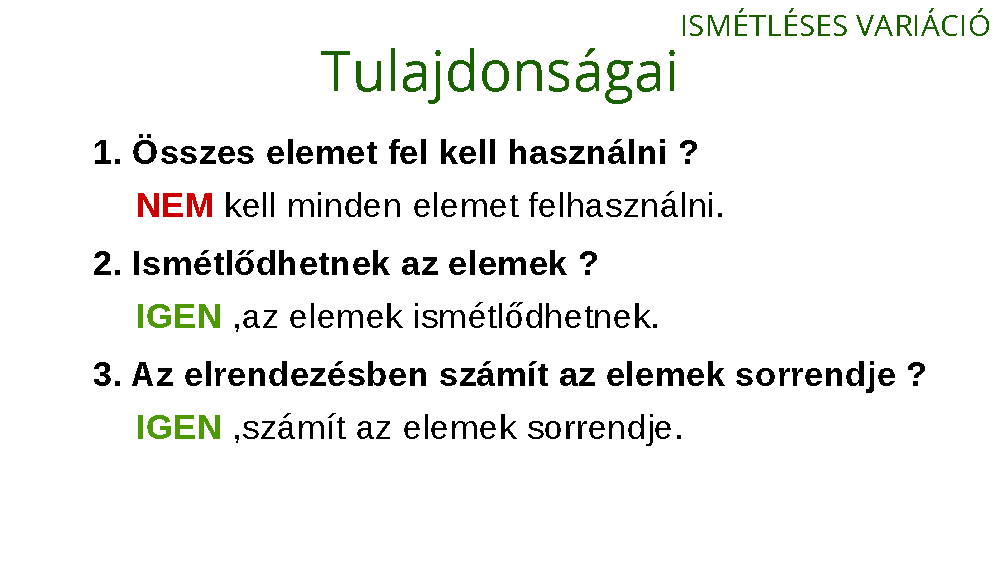 ISMÉTLÉSES VARIÁCIÓ
Tulajdonságai
1. Összes elemet fel kell használni ?
NEM kell minden elemet felhasználni.
2. Ismétlődhetnek az elemek ?
IGEN ,az elemek ismétlődhetnek.
3. Az elrendezésben számít az elemek sorrendje ?
IGEN ,számít az elemek sorrendje.